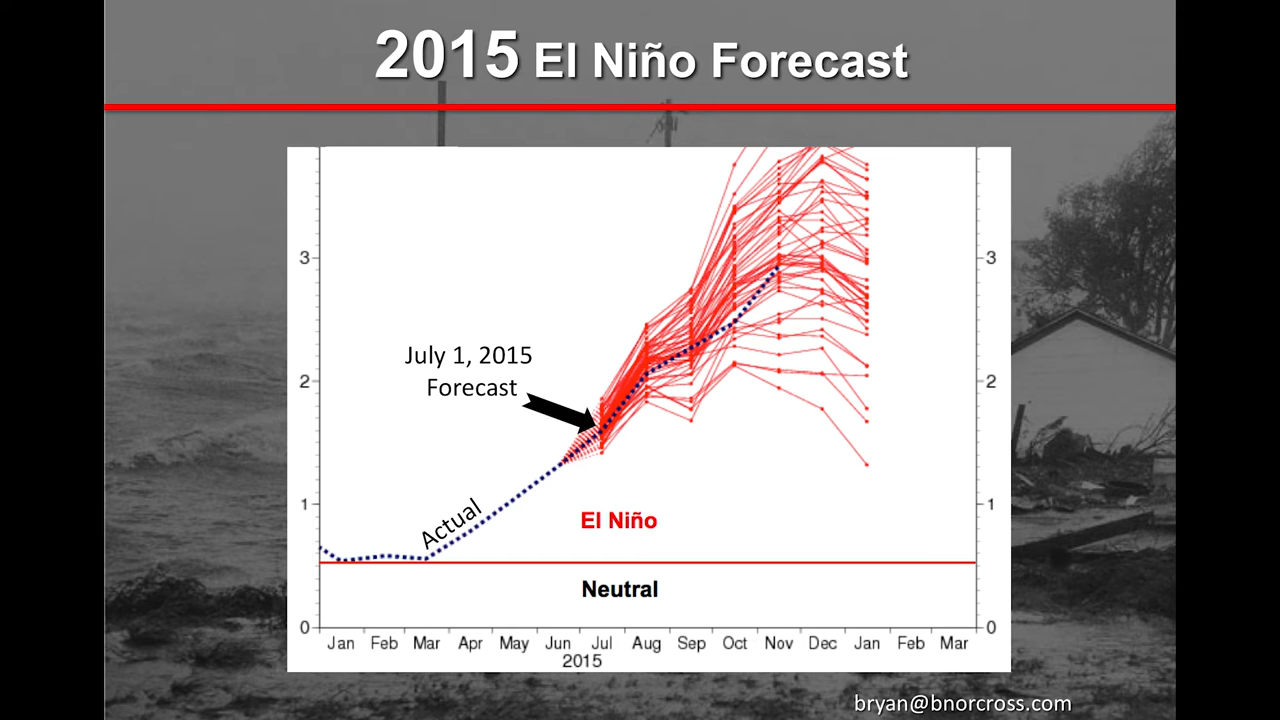 2015 El Niño Forecast
3
3
July 1, 2015
Forecast
2
2
Actual
1
1
El Niño
Neutral
0
0
Jan Feb Mar Apr May Jun Jul Aug Sep Oct Nov Dec Jan Feb Mar
2015
bryan@bnorcross.com